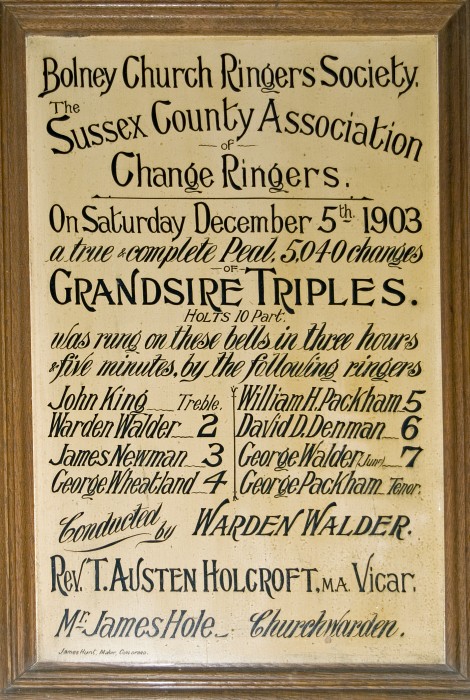 Bolney Church Ringers Society.
The
Sussex County Association
of
Change Ringers.
On Saturday December 5th. 1903
a true & complete Peal, 5,040 changes
OF
GRANDSIRE TRIPLES.
HOLTS 10 Part.
was rung on these bells in three hours
& five minutes, by the following ringers
John King Treble. William H. Packham 5
Warden Walder 2 David D. Denman 6
James Newman 3 George Walder (Junr) 7
George Wheatland 4 George Packham Tenor.
Conducted by WARDEN WALDER.
REV. T. AUSTEN HOLCROFT, M.A. Vicar.
Mr. James Hole. Churchwarden.
James Hunt, Maker,